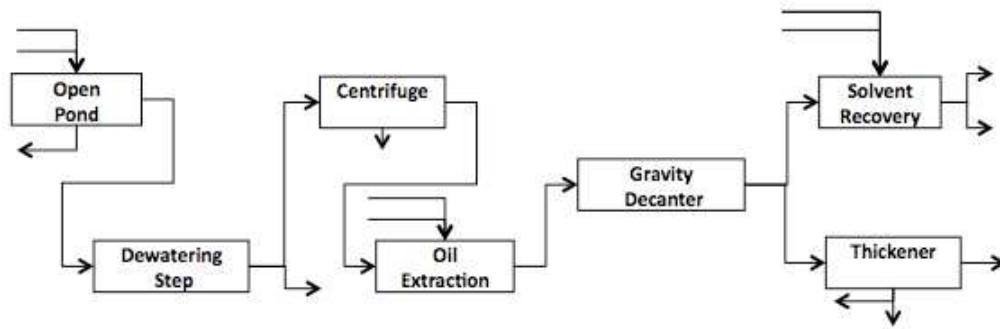 Open
Pond
Dewatering
Step
Centrifuge
Oil
Extraction
Gravity
Decanter
Solvent
Recovery
Thickener